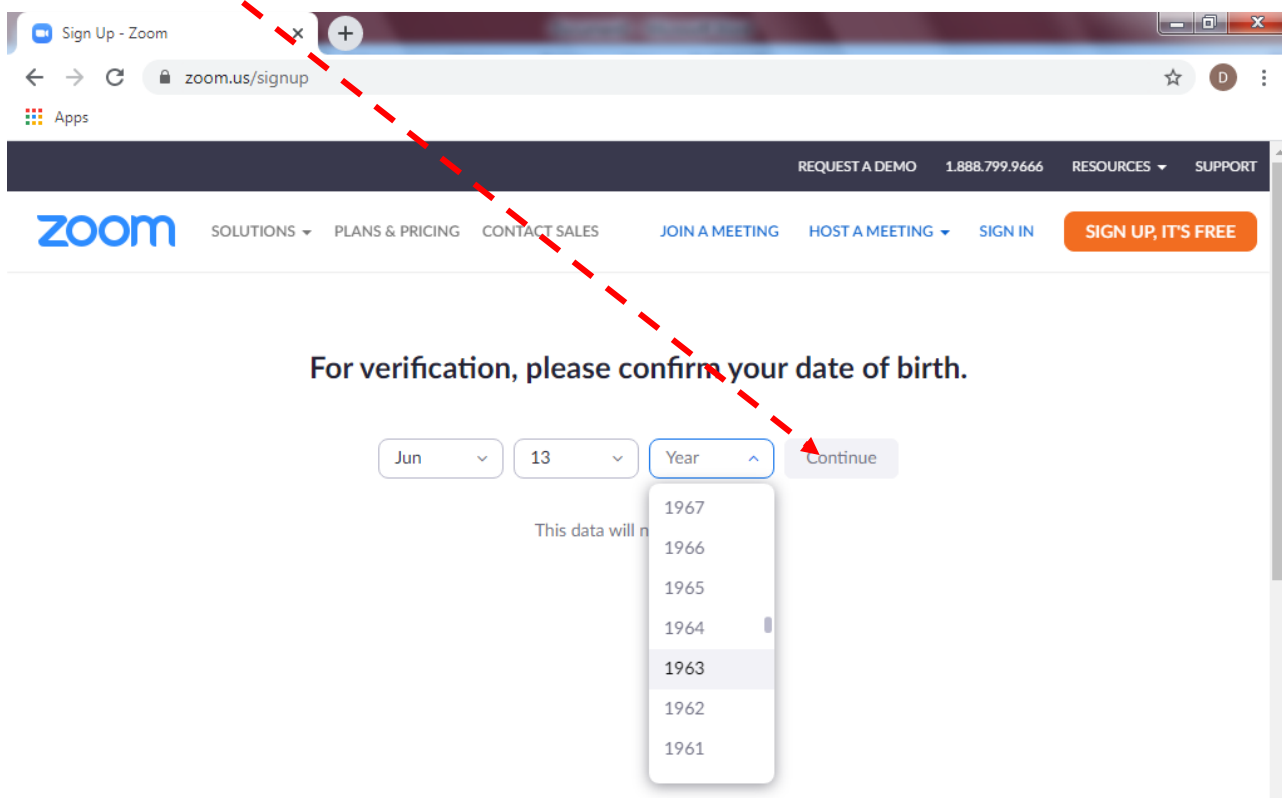 Sign Up - Zoom
zoom.us/signup
D
Apps
REQUEST A DEMO 1.888.799.9666 RESOURCES SUPPORT
zoom SOLUTIONS PLANS & PRICING CONTACT SALES JOIN A MEETING HOST A MEETING SIGN IN SIGN UP, IT'S FREE
For verification, please confirm your date of birth.
Jun 13 Year Continue
This data will
1967
1966
1965
1964
1963
1962
1961